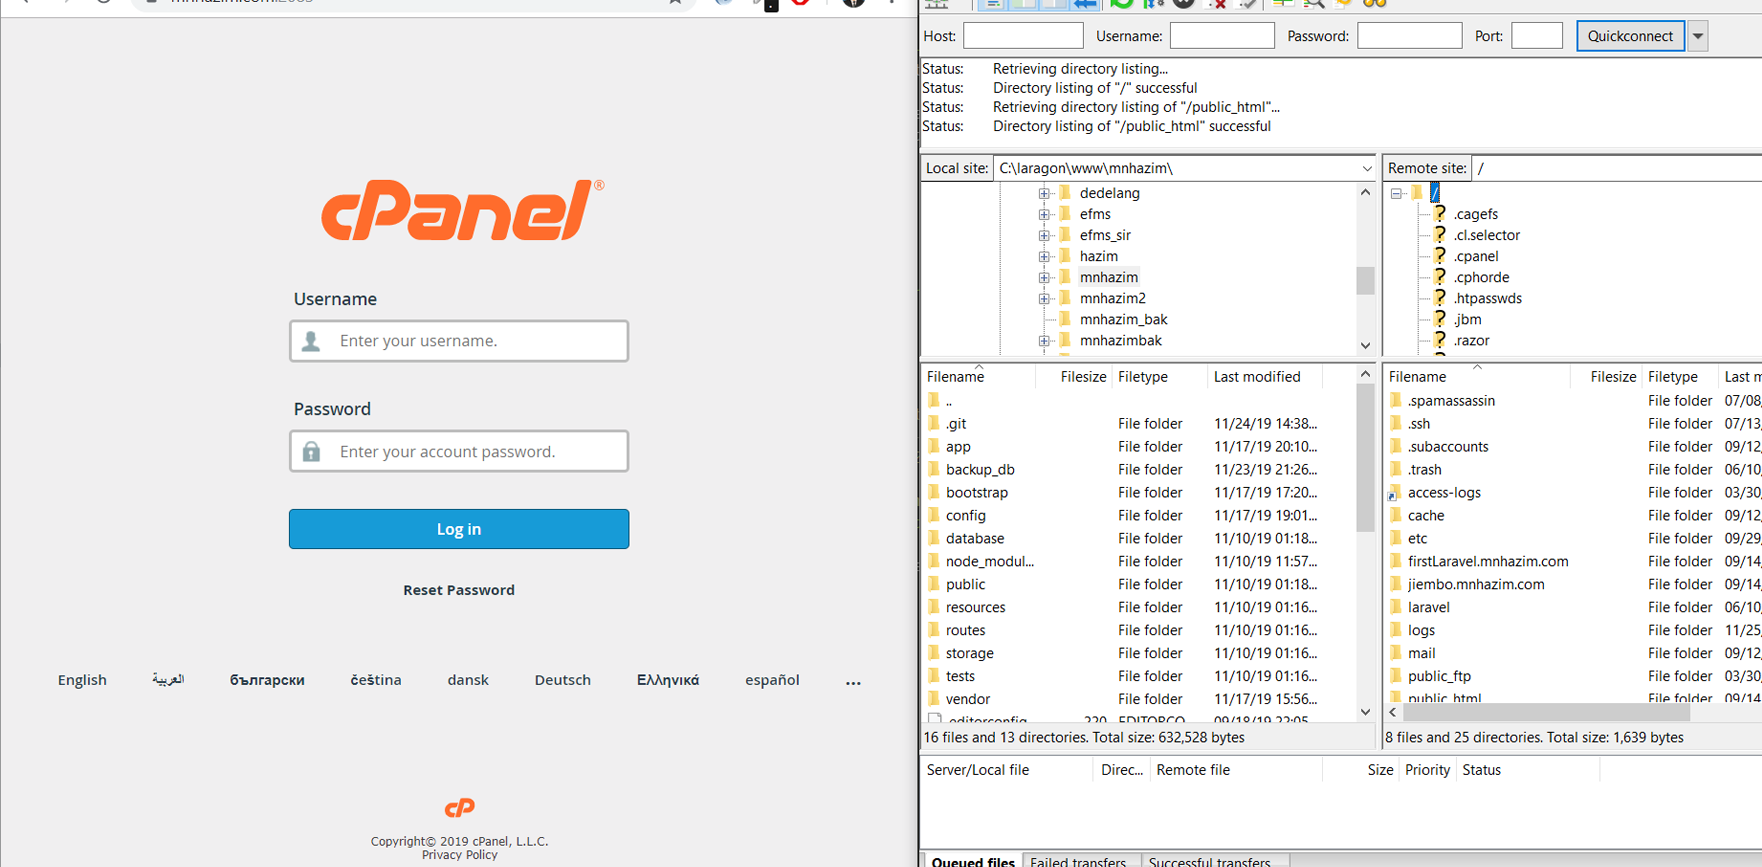 cPanel®
Username
Enter your username.
Password
Enter your account password.
Log in
Reset Password
English العربية български čeština dansk Deutsch Ελληνικά español ...
cP
Copyright© 2019 cPanel, L.L.C.
Privacy Policy
Host: Username: Password: Port: Quickconnect
Status: Retrieving directory listing...
Status: Directory listing of "/" successful
Status: Retrieving directory listing of "/public_html"...
Status: Directory listing of "/public_html" successful
Local site: C:\laragon\www\mnhazim\
dedelang
efms
efms_sir
hazim
mnhazim
mnhazim2
mnhazim_bak
mnhazimbak
Filename Filesize Filetype Last modified
..
.git File folder 11/24/19 14:38...
app File folder 11/17/19 20:10...
backup_db File folder 11/23/19 21:26...
bootstrap File folder 11/17/19 17:20...
config File folder 11/17/19 19:01...
database File folder 11/10/19 01:18...
node_modul... File folder 11/10/19 11:57...
public File folder 11/10/19 01:18...
resources File folder 11/10/19 01:16...
routes File folder 11/10/19 01:16...
storage File folder 11/10/19 01:16...
tests File folder 11/10/19 01:16...
vendor File folder 11/17/19 15:56...
.editorconfig 220 EDITORCO... 09/18/19 22:05...
16 files and 13 directories. Total size: 632,528 bytes
Remote site: /
/
.cagefs
.cl.selector
.cpanel
.cphorde
.htpasswds
.jbm
.razor
Filename Filesize Filetype Last m
.spamassassin File folder 07/08,
.ssh File folder 07/13,
.subaccounts File folder 09/12,
.trash File folder 06/10,
access-logs File folder 03/30,
cache File folder 09/12,
etc File folder 09/29,
firstLaravel.mnhazim.com File folder 09/14,
jiembo.mnhazim.com File folder 09/14,
laravel File folder 06/10,
logs File folder 11/25,
mail File folder 09/12,
public_ftp File folder 03/30,
public_html File folder 09/14
8 files and 25 directories. Total size: 1,639 bytes
Server/Local file Direc... Remote file Size Priority Status
Queued files Failed transfers Successful transfers